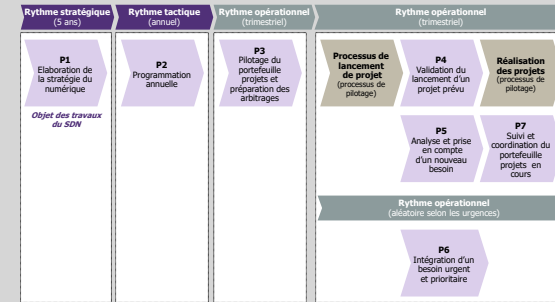 Rythme stratégique
(5 ans)
Rythme tactique
(annuel)
Rythme opérationnel
(trimestriel)
Rythme opérationnel
(trimestriel)
P1
Elaboration de
la stratégie du
numérique
Objet des travaux
du SDN
P2
Programmation
annuelle
P3
Pilotage du
portefeuille
projets et
préparation des
arbitrages
Processus de
lancement
de projet
(processus de
pilotage)
P4
Validation du
lancement d'un
projet prévu
Réalisation
des projets
(processus de
pilotage)
P5
Analyse et prise
en compte
d'un nouveau
besoin
P7
Suivi et
coordination du
portefeuille
projets en
cours
Rythme opérationnel
(aléatoire selon les urgences)
P6
Intégration d'un
besoin urgent
et prioritaire